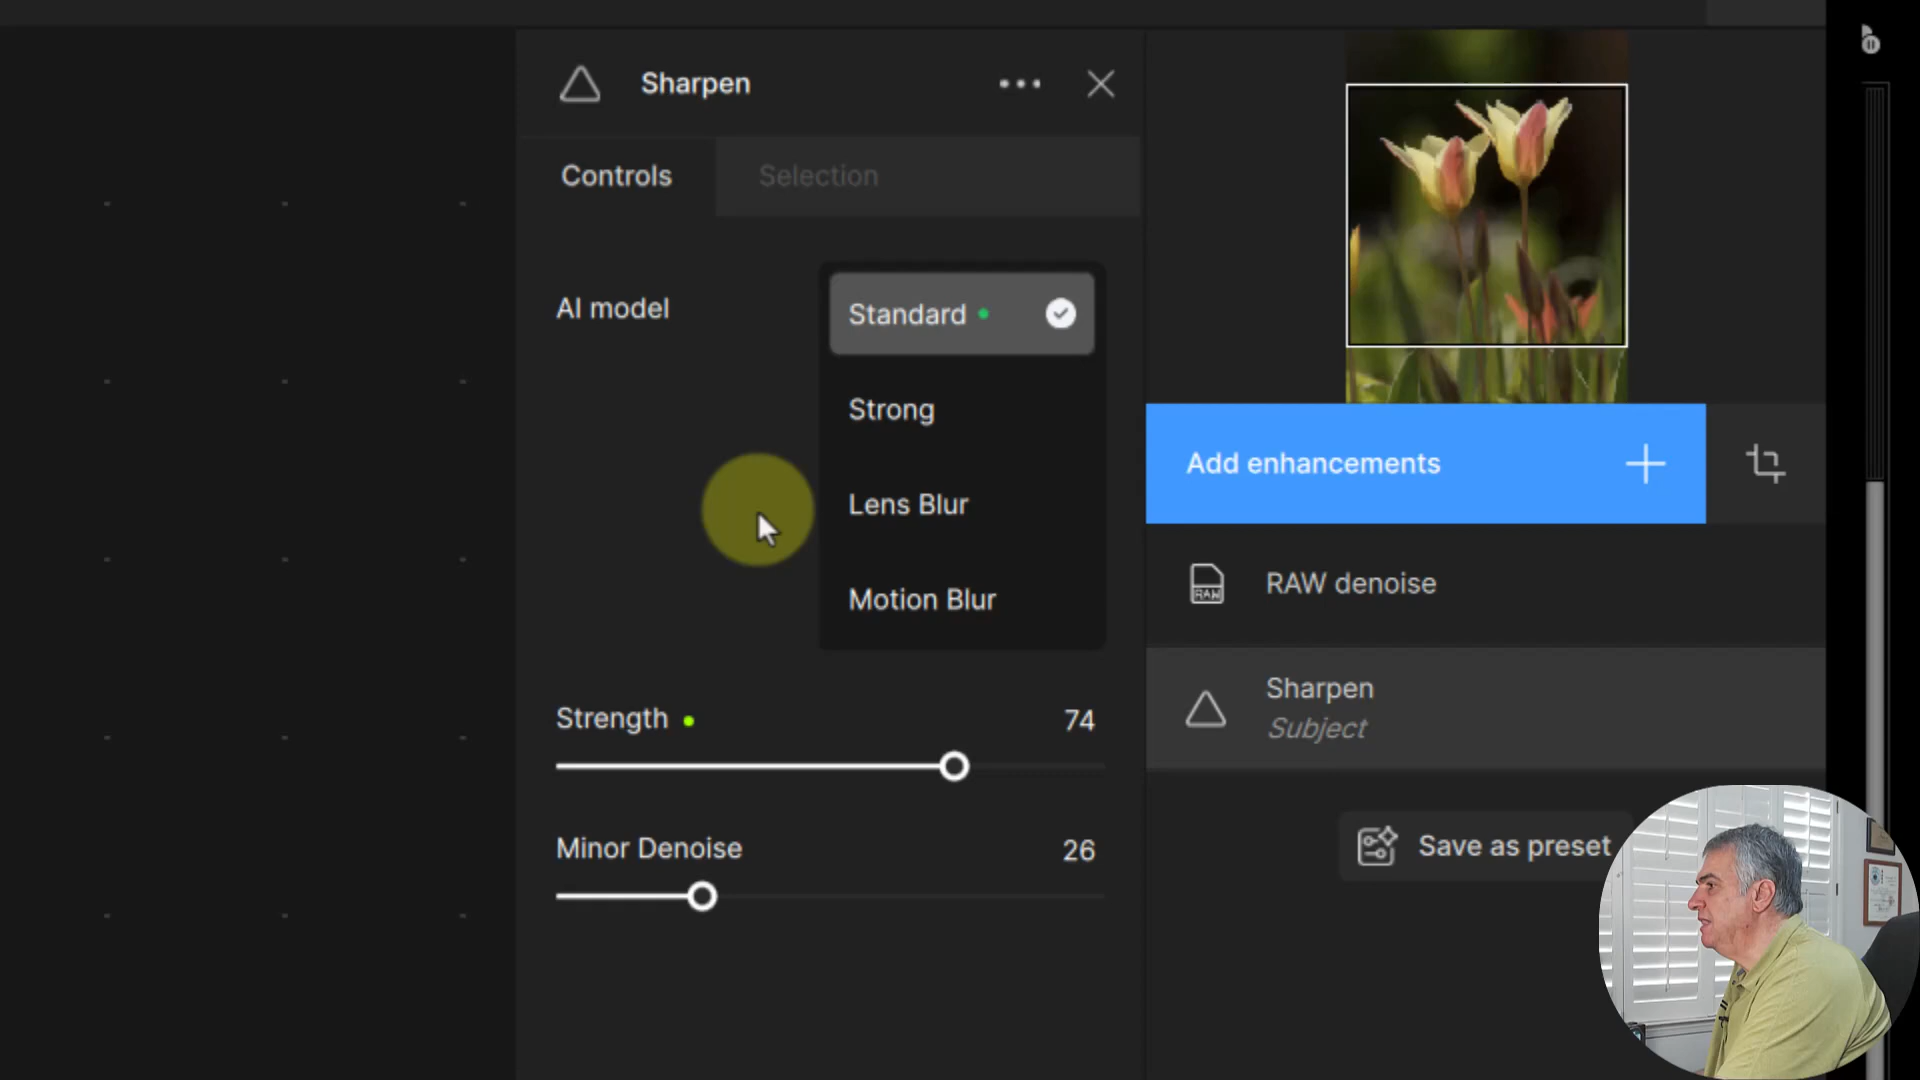 Sharpen
Controls
Selection
AI model
Standard
Strong
Lens Blur
Motion Blur
Strength
74
Minor Denoise
26
Add enhancements
RAW
RAW denoise
Sharpen
Subject
Save as preset